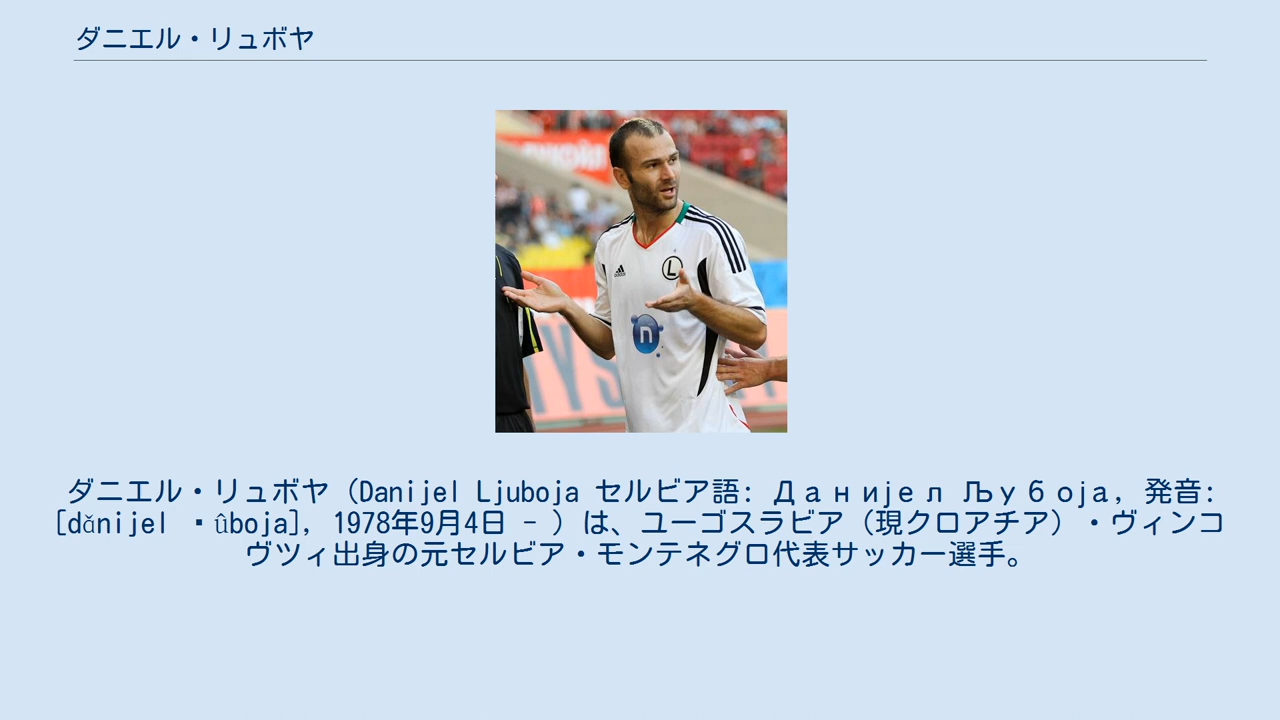 ダニエル・リュボヤ
adidas
L
n
ダニエル・リュボヤ（Danijel Ljuboja セルビア語: Данијел Љубоја, 発音:
[dǎnijel ▪ûboja], 1978年9月4日 - ）は、ユーゴスラビア（現クロアチア）・ヴィンコ
ヴツィ出身の元セルビア・モンテネグロ代表サッカー選手。